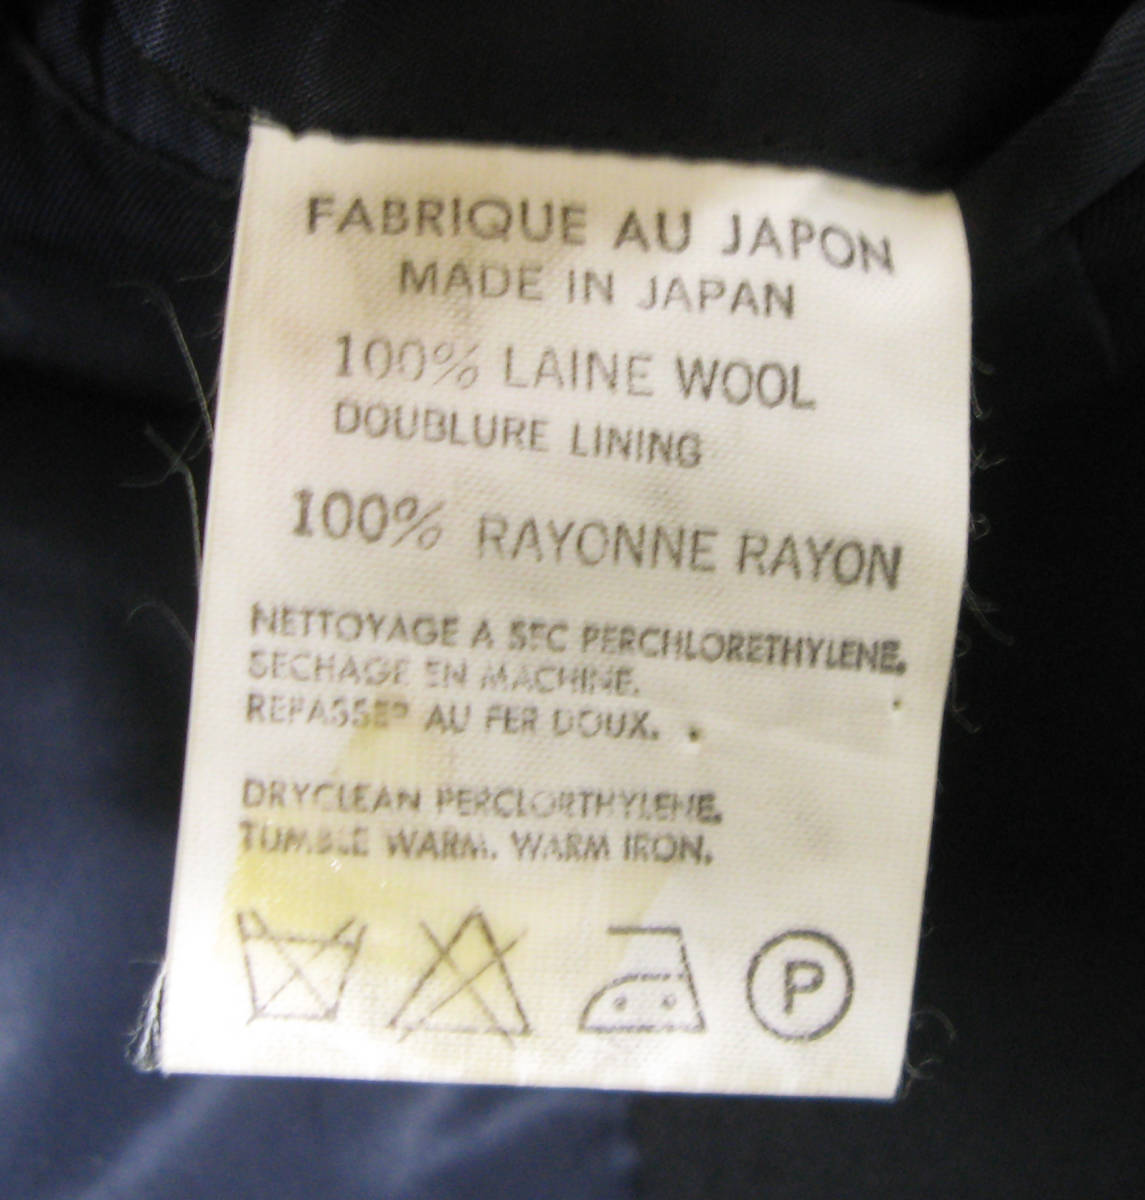 FABRIQUE AU JAPON
MADE IN JAPAN
100% LAINE WOOL
DOUBLURE LINING
100% RAYONNE RAYON
NETTOYAGE A SEC PERCHLORETHYLENE.
SECHAGE EN MACHINE.
REPASSER AU FER DOUX.
DRYCLEAN PERCLORTHYLENE.
TUMBLE WARM. WARM IRON.
P